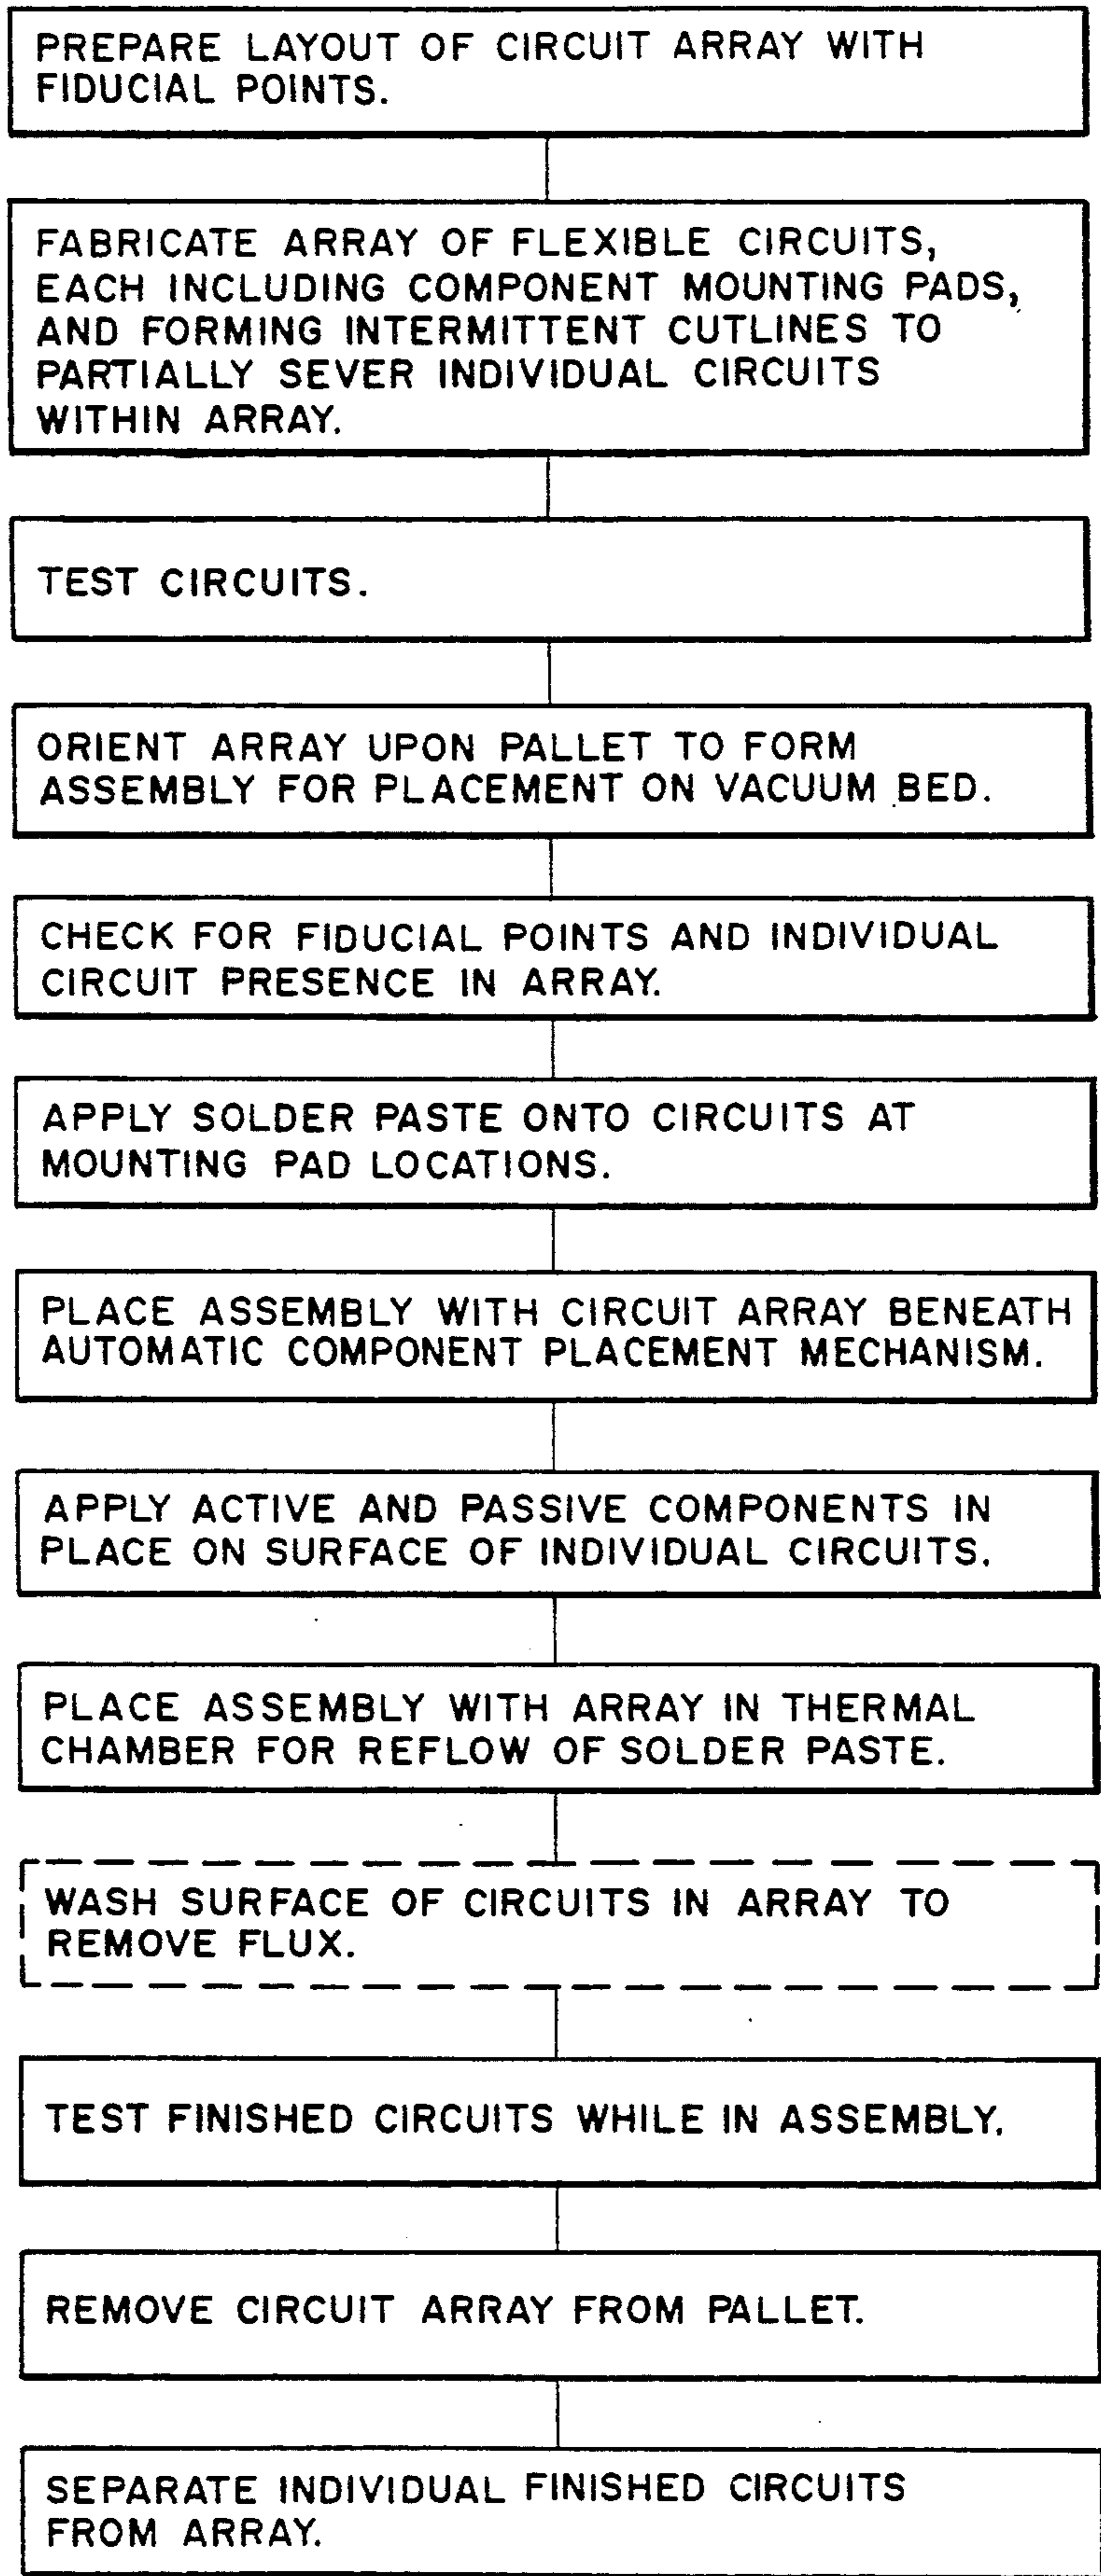 PREPARE LAYOUT OF CIRCUIT ARRAY WITH
FIDUCIAL POINTS.
FABRICATE ARRAY OF FLEXIBLE CIRCUITS,
EACH INCLUDING COMPONENT MOUNTING PADS,
AND FORMING INTERMITTENT CUTLINES TO
PARTIALLY SEVER INDIVIDUAL CIRCUITS
WITHIN ARRAY.
TEST CIRCUITS.
ORIENT ARRAY UPON PALLET TO FORM
ASSEMBLY FOR PLACEMENT ON VACUUM BED.
CHECK FOR FIDUCIAL POINTS AND INDIVIDUAL
CIRCUIT PRESENCE IN ARRAY.
APPLY SOLDER PASTE ONTO CIRCUITS AT
MOUNTING PAD LOCATIONS.
PLACE ASSEMBLY WITH CIRCUIT ARRAY BENEATH
AUTOMATIC COMPONENT PLACEMENT MECHANISM.
APPLY ACTIVE AND PASSIVE COMPONENTS IN
PLACE ON SURFACE OF INDIVIDUAL CIRCUITS.
PLACE ASSEMBLY WITH ARRAY IN THERMAL
CHAMBER FOR REFLOW OF SOLDER PASTE.
WASH SURFACE OF CIRCUITS IN ARRAY TO
REMOVE FLUX.
TEST FINISHED CIRCUITS WHILE IN ASSEMBLY.
REMOVE CIRCUIT ARRAY FROM PALLET.
SEPARATE INDIVIDUAL FINISHED CIRCUITS
FROM ARRAY.